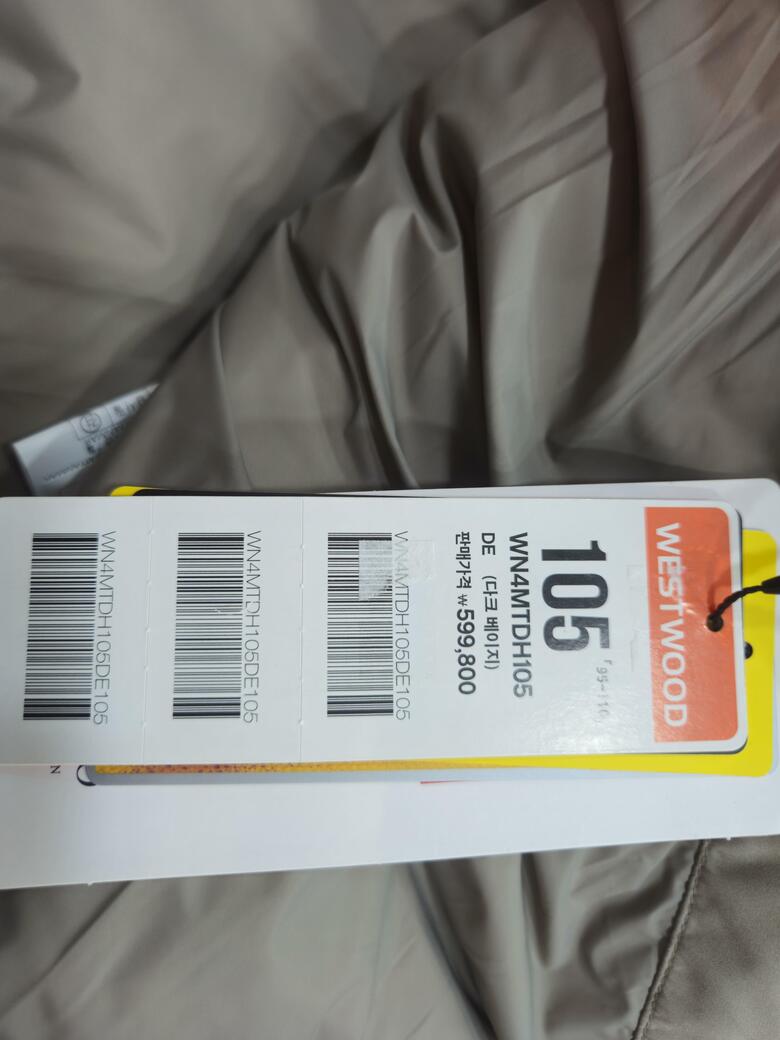 WESTWOOD
105 「95~110」
WN4MTDH105
DE (다크 베이지)
판매가격 ₩599,800
WN4MTDH105DE105
WN4MTDH105DE105
WN4MTDH105DE105
N